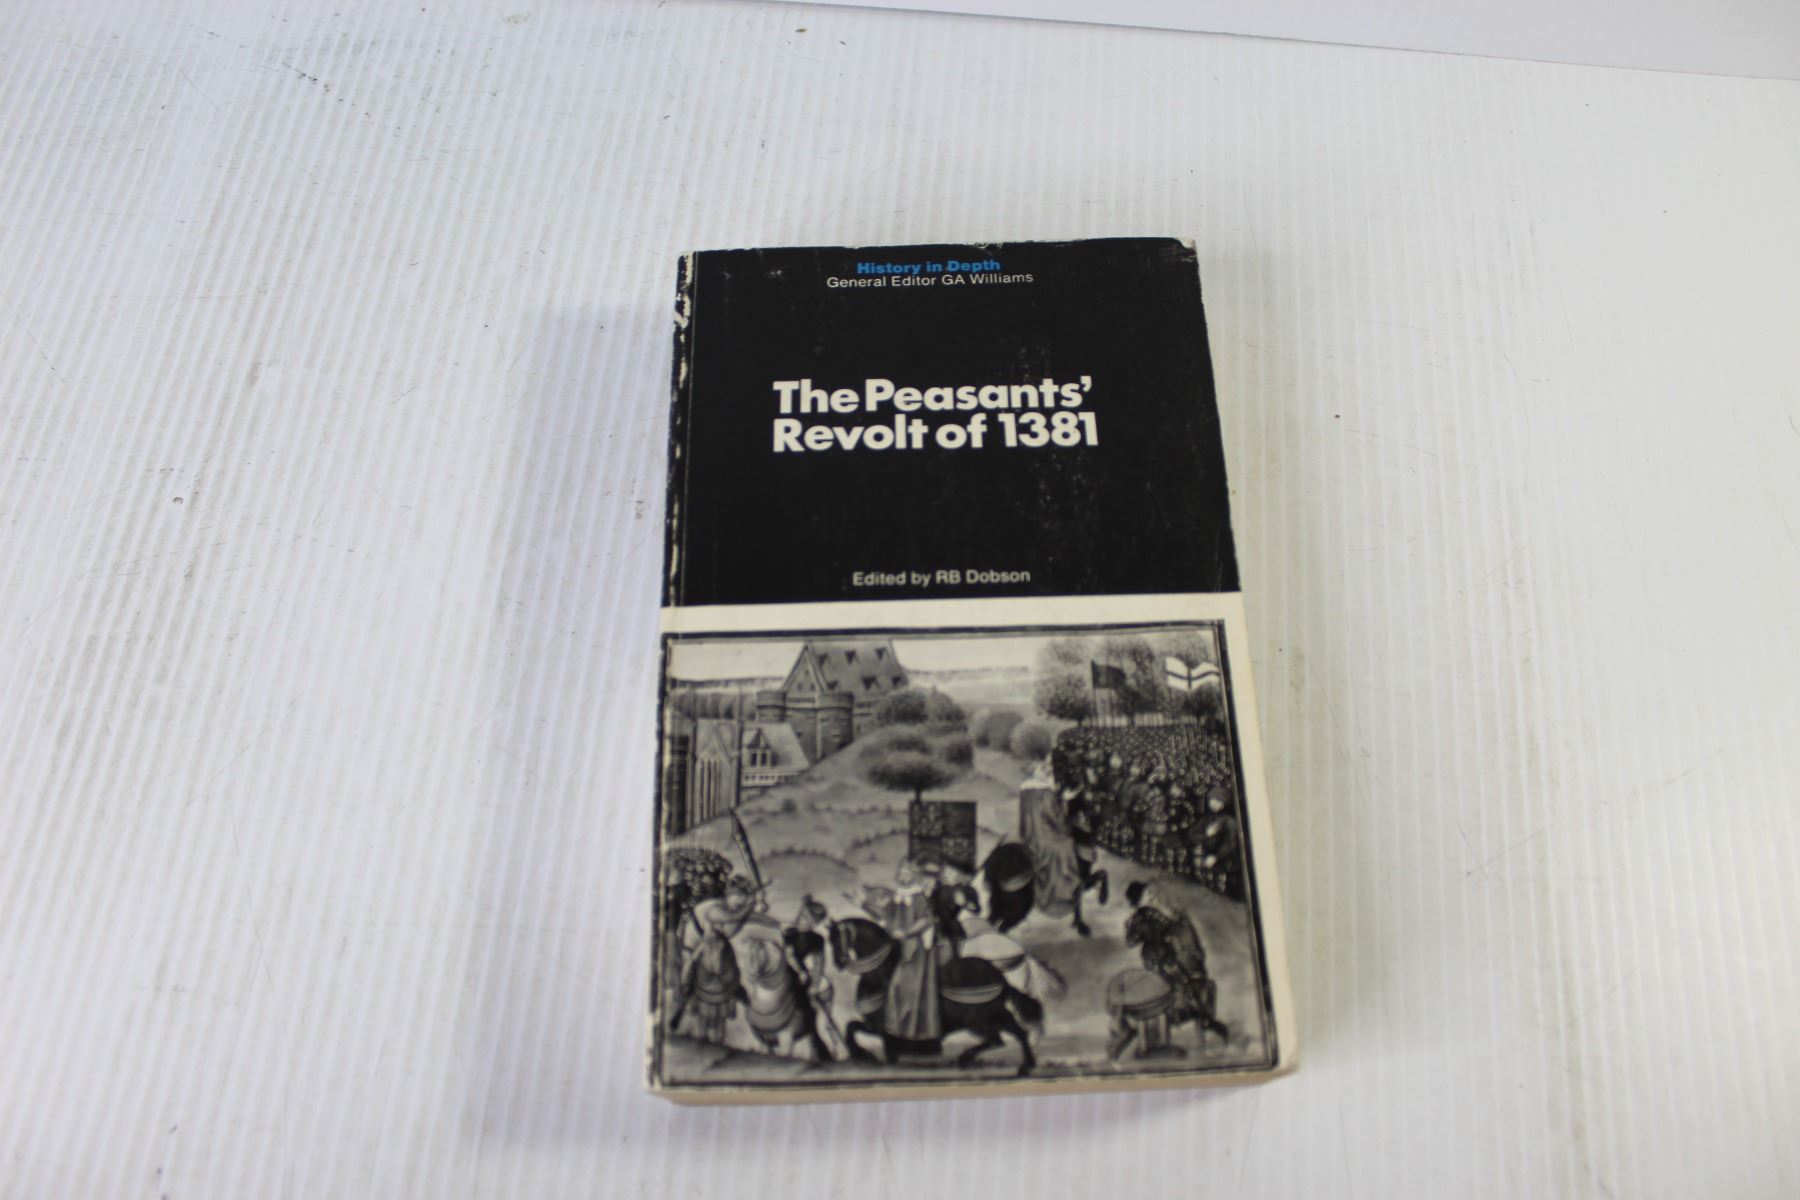 History in Depth
General Editor GA Williams
The Peasants'
Revolt of 1381
Edited by RB Dobson